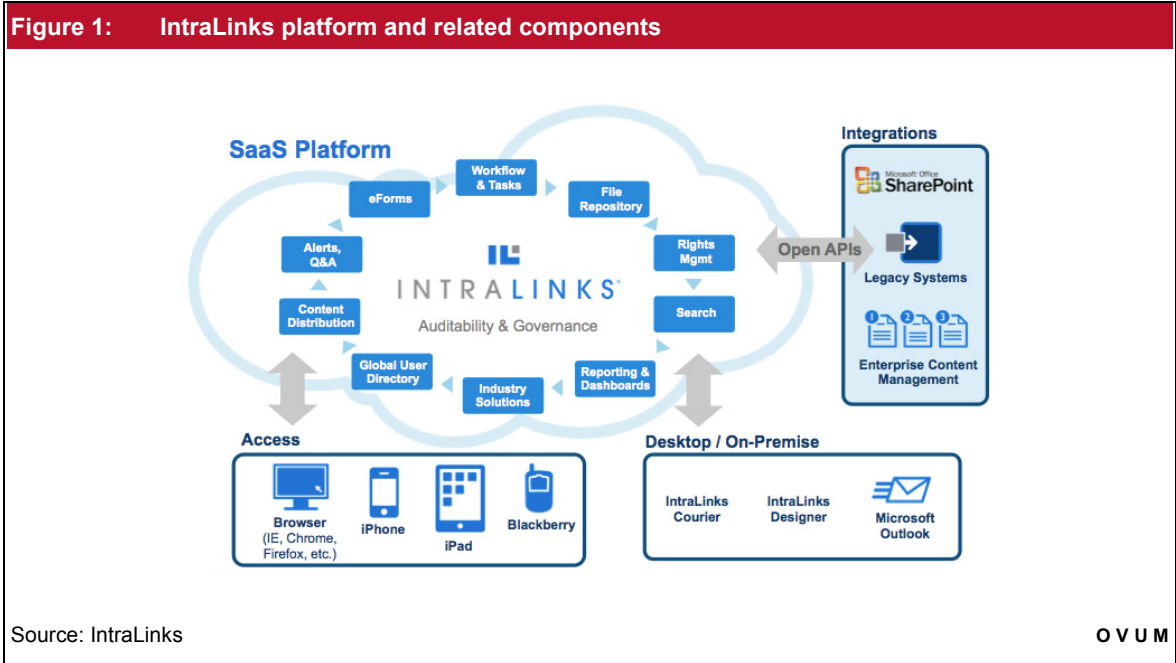 Figure 1: IntraLinks platform and related components
SaaS Platform
Workflow
& Tasks
eForms
File
Repository
Alerts,
Q&A
Rights
Mgmt
INTRALINKS
Auditability & Governance
Content
Distribution
Search
Global User
Directory
Industry
Solutions
Reporting &
Dashboards
Open APIs
Integrations
Microsoft Office
SharePoint
Legacy Systems
1 2 3
Enterprise Content
Management
Access
Browser
(IE, Chrome,
Firefox, etc.)
iPhone
iPad
Blackberry
Desktop / On-Premise
IntraLinks
Courier
IntraLinks
Designer
Microsoft
Outlook
Source: IntraLinks
OVUM